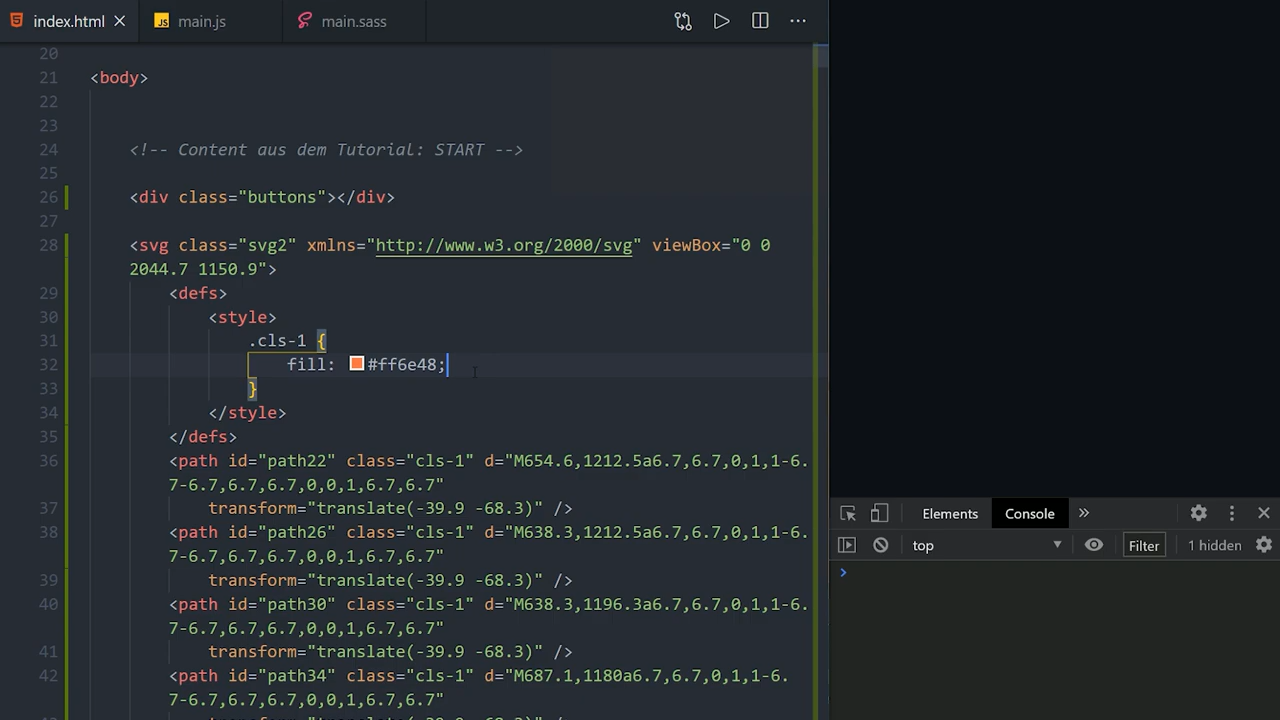 index.html
main.js
main.sass
20
21 <body>
22
23
24 <!-- Content aus dem Tutorial: START -->
25
26 <div class="buttons"></div>
27
28 <svg class="svg2" xmlns="http://www.w3.org/2000/svg" viewBox="0 0
2044.7 1150.9">
29 <defs>
30 <style>
31 .cls-1 {
32 fill: #ff6e48;
33 }
34 </style>
35 </defs>
36 <path id="path22" class="cls-1" d="M654.6,1212.5a6.7,6.7,0,1,1-6.
7-6.7,6.7,6.7,0,0,1,6.7,6.7"
37 transform="translate(-39.9 -68.3)" />
38 <path id="path26" class="cls-1" d="M638.3,1212.5a6.7,6.7,0,1,1-6.
7-6.7,6.7,6.7,0,0,1,6.7,6.7"
39 transform="translate(-39.9 -68.3)" />
40 <path id="path30" class="cls-1" d="M638.3,1196.3a6.7,6.7,0,1,1-6.
7-6.7,6.7,6.7,0,0,1,6.7,6.7"
41 transform="translate(-39.9 -68.3)" />
42 <path id="path34" class="cls-1" d="M687.1,1180a6.7,6.7,0,1,1-6.
7-6.7,6.7,6.7,0,0,1,6.7,6.7"
Elements
Console
top
Filter
1 hidden